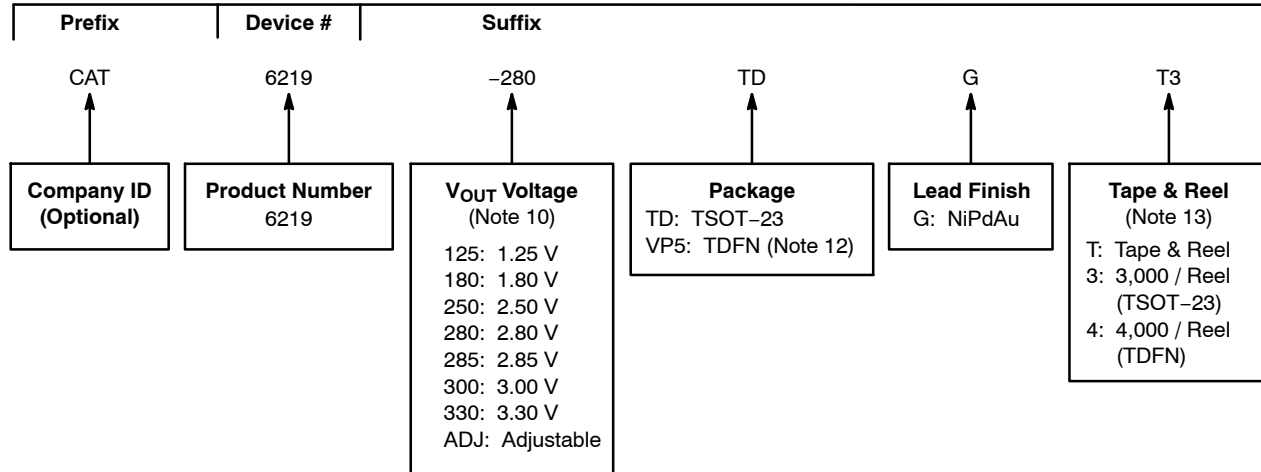 Prefix Device # Suffix
CAT 6219 −280 TD G T3
Company ID
(Optional)
Product Number
6219
VOUT Voltage
(Note 10)
125: 1.25 V
180: 1.80 V
250: 2.50 V
280: 2.80 V
285: 2.85 V
300: 3.00 V
330: 3.30 V
ADJ: Adjustable
Package
TD: TSOT−23
VP5: TDFN (Note 12)
Lead Finish
G: NiPdAu
Tape & Reel
(Note 13)
T: Tape & Reel
3: 3,000 / Reel
(TSOT−23)
4: 4,000 / Reel
(TDFN)